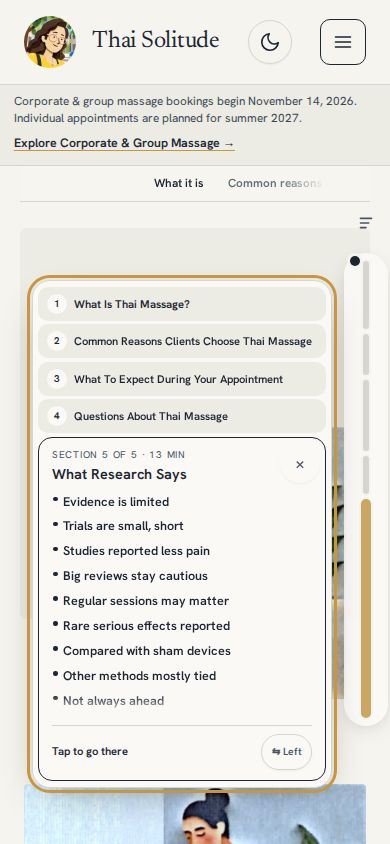 Thai Solitude
Corporate & group massage bookings begin November 14, 2026.
Individual appointments are planned for summer 2027.
Explore Corporate & Group Massage →
What it is
Common reasons
1 What Is Thai Massage?
2 Common Reasons Clients Choose Thai Massage
3 What To Expect During Your Appointment
4 Questions About Thai Massage
SECTION 5 OF 5 · 13 MIN
What Research Says
• Evidence is limited
• Trials are small, short
• Studies reported less pain
• Big reviews stay cautious
• Regular sessions may matter
• Rare serious effects reported
• Compared with sham devices
• Other methods mostly tied
• Not always ahead
Tap to go there
⇆ Left